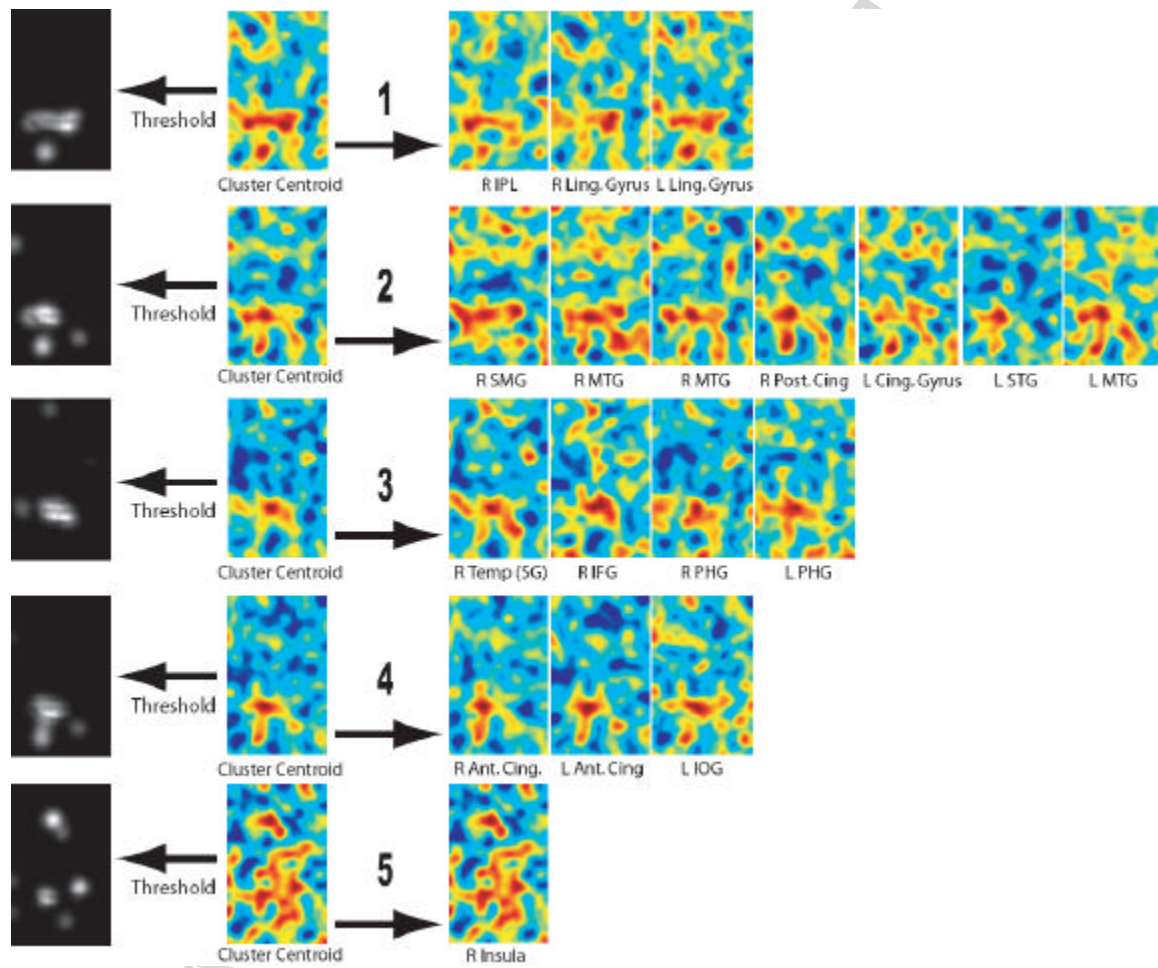 1
Threshold
Cluster Centroid
R IPL R Ling. Gyrus L Ling. Gyrus
2
Threshold
Cluster Centroid
R SMG R MTG R MTG R Post. Cing L Cing. Gyrus L STG L MTG
3
Threshold
Cluster Centroid
R Temp (SG) R IFG R PHG L PHG
4
Threshold
Cluster Centroid
R Ant. Cing. L Ant. Cing L IOG
5
Threshold
Cluster Centroid
R Insula